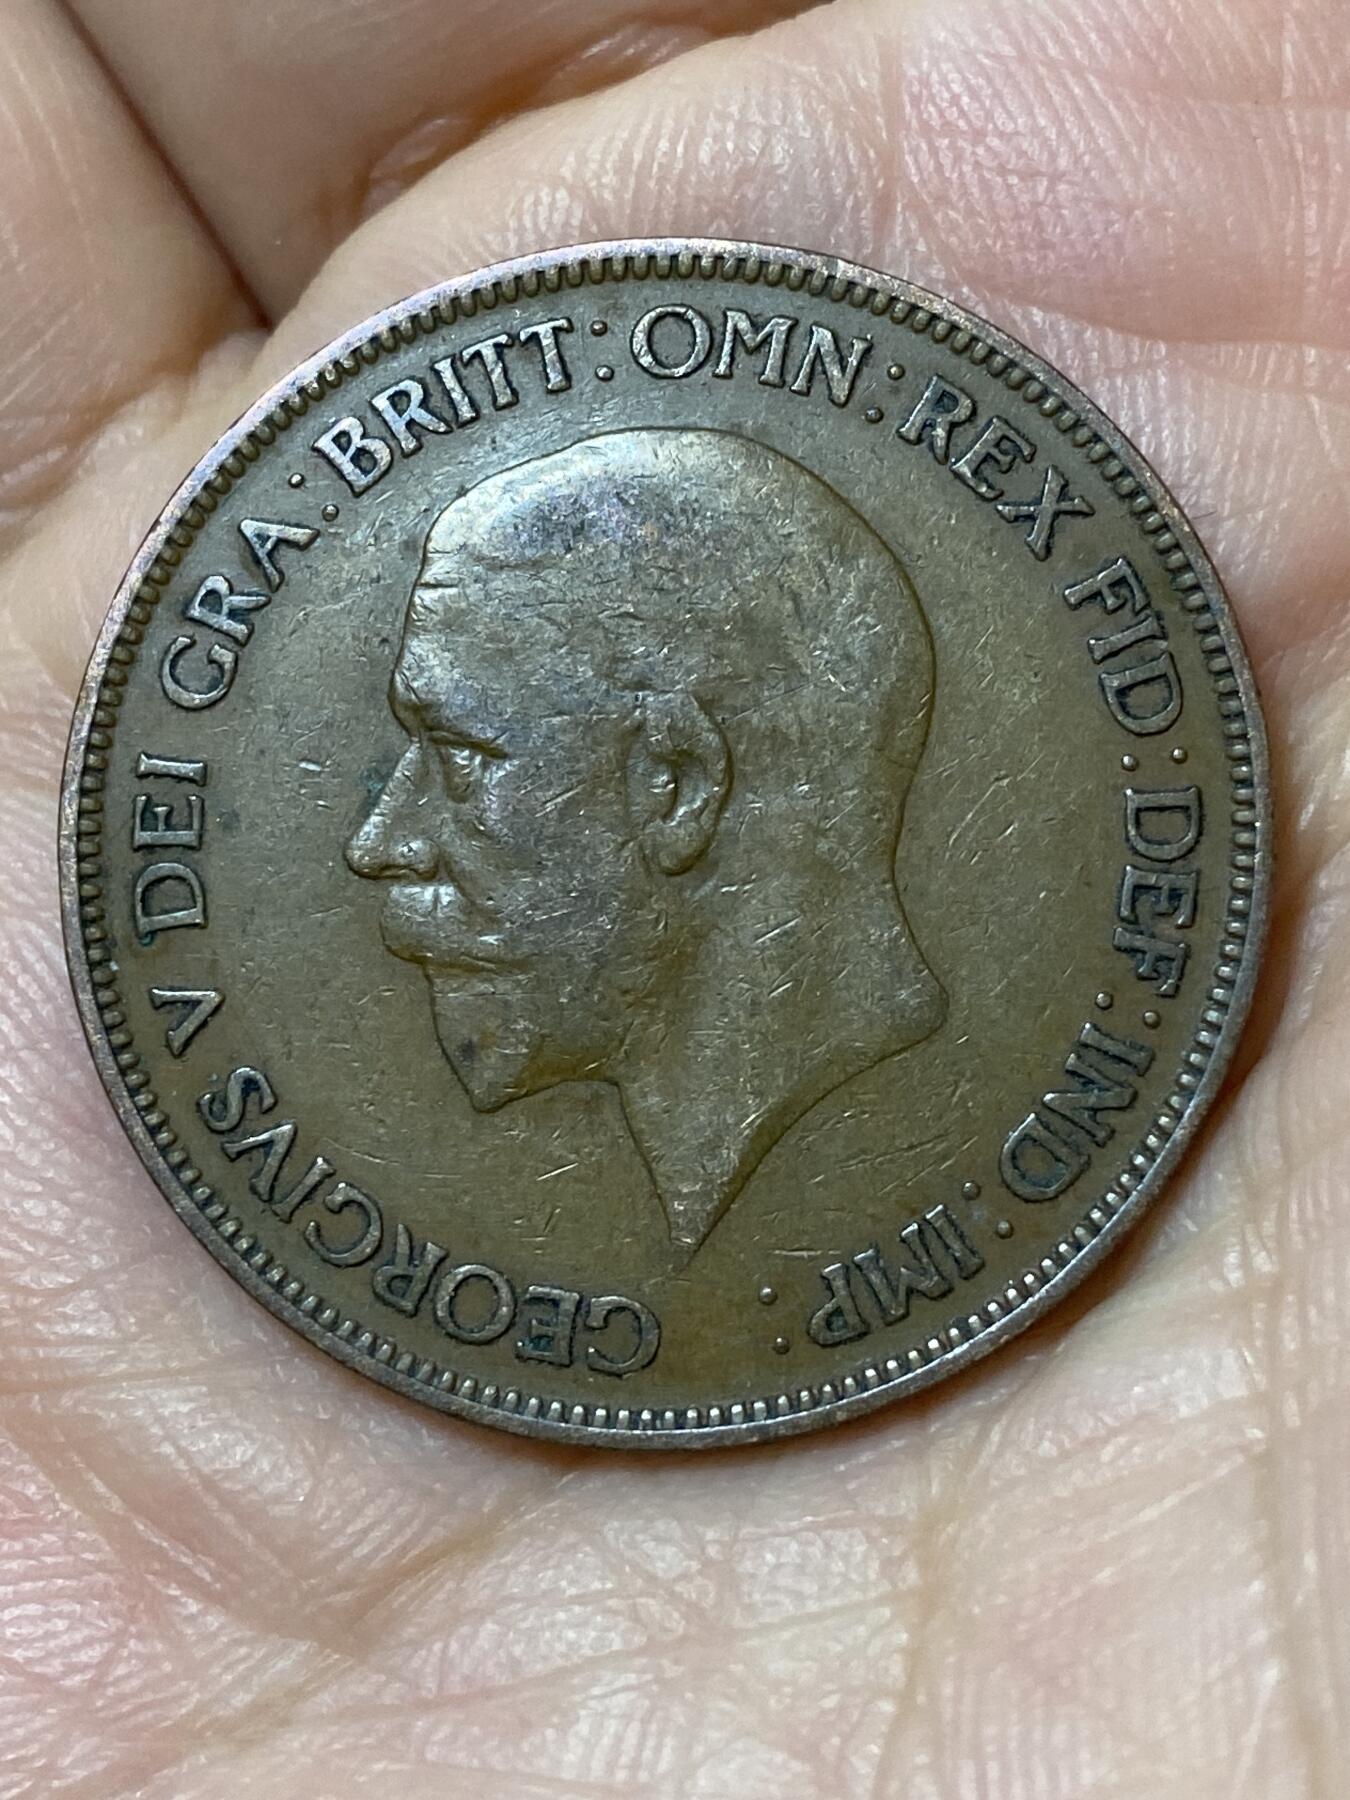 GEORGIVS V DEI GRA: BRITT: OMN: REX FID: DEF: IND: IMP: